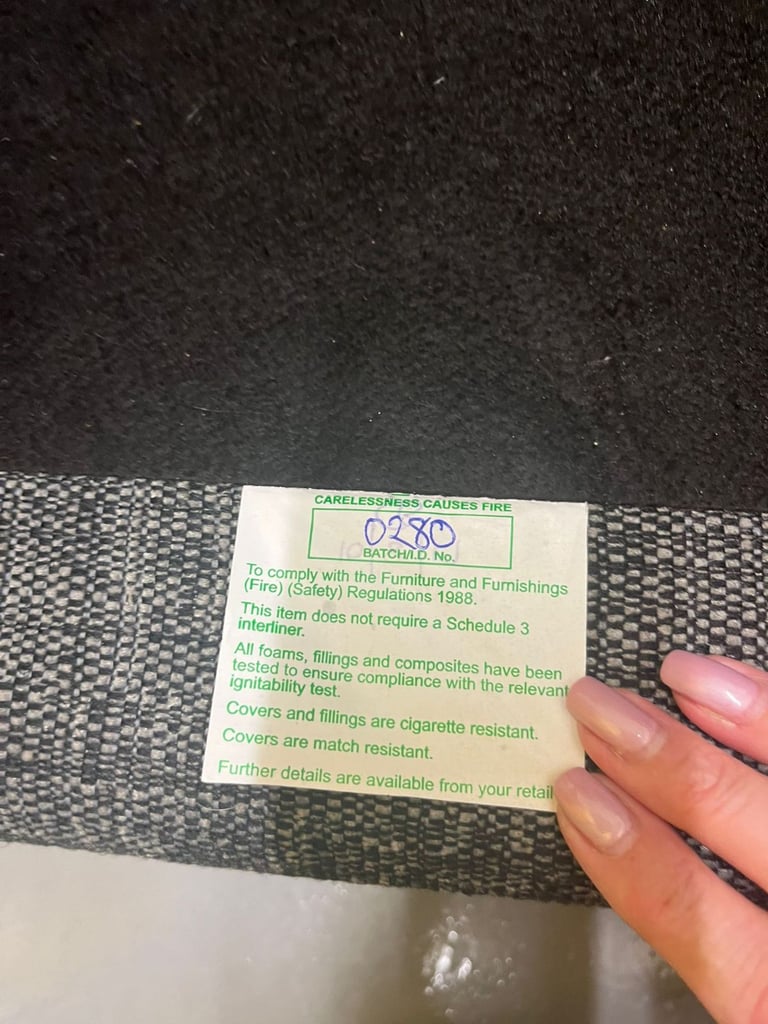 CARELESSNESS CAUSES FIRE
0280
BATCH/I.D. No.
To comply with the Furniture and Furnishings
(Fire) (Safety) Regulations 1988.
This item does not require a Schedule 3
interliner.
All foams, fillings and composites have been
tested to ensure compliance with the relevant
ignitability test.
Covers and fillings are cigarette resistant.
Covers are match resistant.
Further details are available from your retail